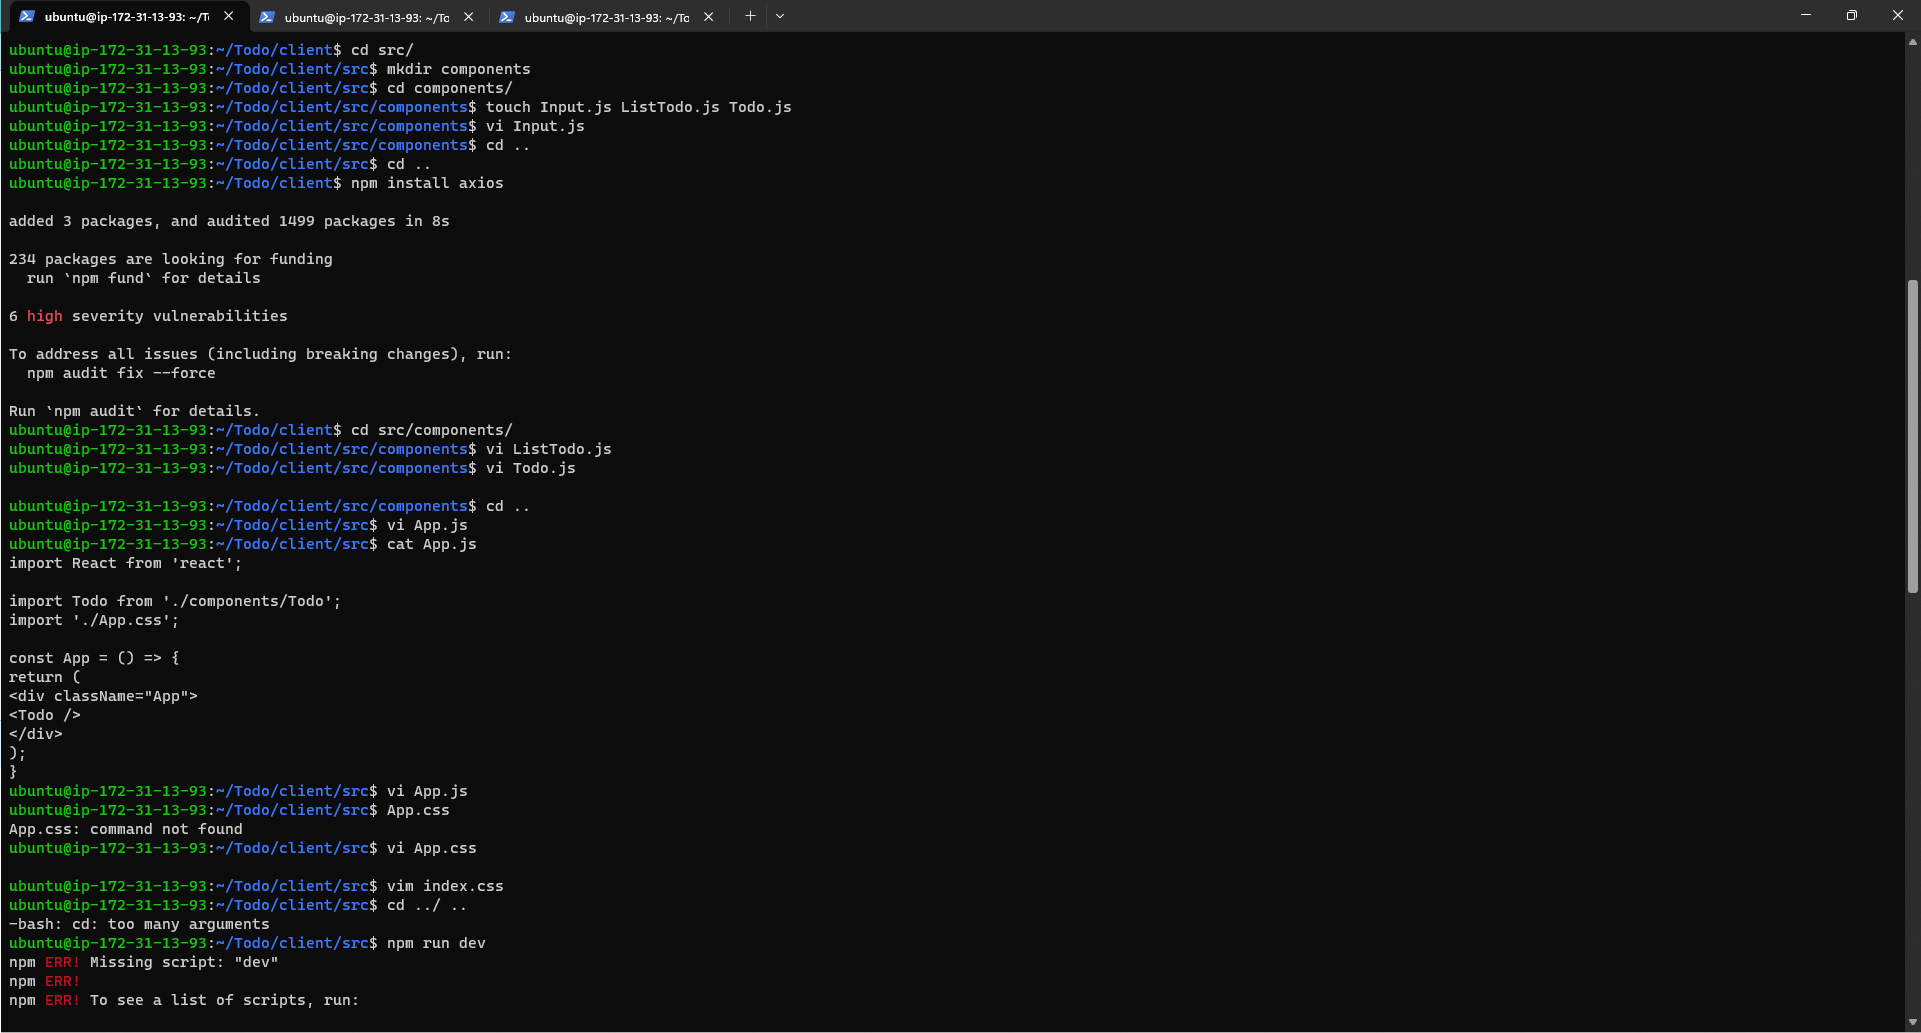 ubuntu@ip-172-31-13-93: ~/T
ubuntu@ip-172-31-13-93: ~/To
ubuntu@ip-172-31-13-93: ~/To
ubuntu@ip-172-31-13-93:~/Todo/client$ cd src/
ubuntu@ip-172-31-13-93:~/Todo/client/src$ mkdir components
ubuntu@ip-172-31-13-93:~/Todo/client/src$ cd components/
ubuntu@ip-172-31-13-93:~/Todo/client/src/components$ touch Input.js ListTodo.js Todo.js
ubuntu@ip-172-31-13-93:~/Todo/client/src/components$ vi Input.js
ubuntu@ip-172-31-13-93:~/Todo/client/src/components$ cd ..
ubuntu@ip-172-31-13-93:~/Todo/client/src$ cd ..
ubuntu@ip-172-31-13-93:~/Todo/client$ npm install axios
added 3 packages, and audited 1499 packages in 8s
234 packages are looking for funding
run `npm fund` for details
6 high severity vulnerabilities
To address all issues (including breaking changes), run:
npm audit fix --force
Run `npm audit` for details.
ubuntu@ip-172-31-13-93:~/Todo/client$ cd src/components/
ubuntu@ip-172-31-13-93:~/Todo/client/src/components$ vi ListTodo.js
ubuntu@ip-172-31-13-93:~/Todo/client/src/components$ vi Todo.js
ubuntu@ip-172-31-13-93:~/Todo/client/src/components$ cd ..
ubuntu@ip-172-31-13-93:~/Todo/client/src$ vi App.js
ubuntu@ip-172-31-13-93:~/Todo/client/src$ cat App.js
import React from 'react';
import Todo from './components/Todo';
import './App.css';
const App = () => {
return (
<div className="App">
<Todo />
</div>
);
}
ubuntu@ip-172-31-13-93:~/Todo/client/src$ vi App.js
ubuntu@ip-172-31-13-93:~/Todo/client/src$ App.css
App.css: command not found
ubuntu@ip-172-31-13-93:~/Todo/client/src$ vi App.css
ubuntu@ip-172-31-13-93:~/Todo/client/src$ vim index.css
ubuntu@ip-172-31-13-93:~/Todo/client/src$ cd ../ ..
-bash: cd: too many arguments
ubuntu@ip-172-31-13-93:~/Todo/client/src$ npm run dev
npm ERR! Missing script: "dev"
npm ERR!
npm ERR! To see a list of scripts, run: